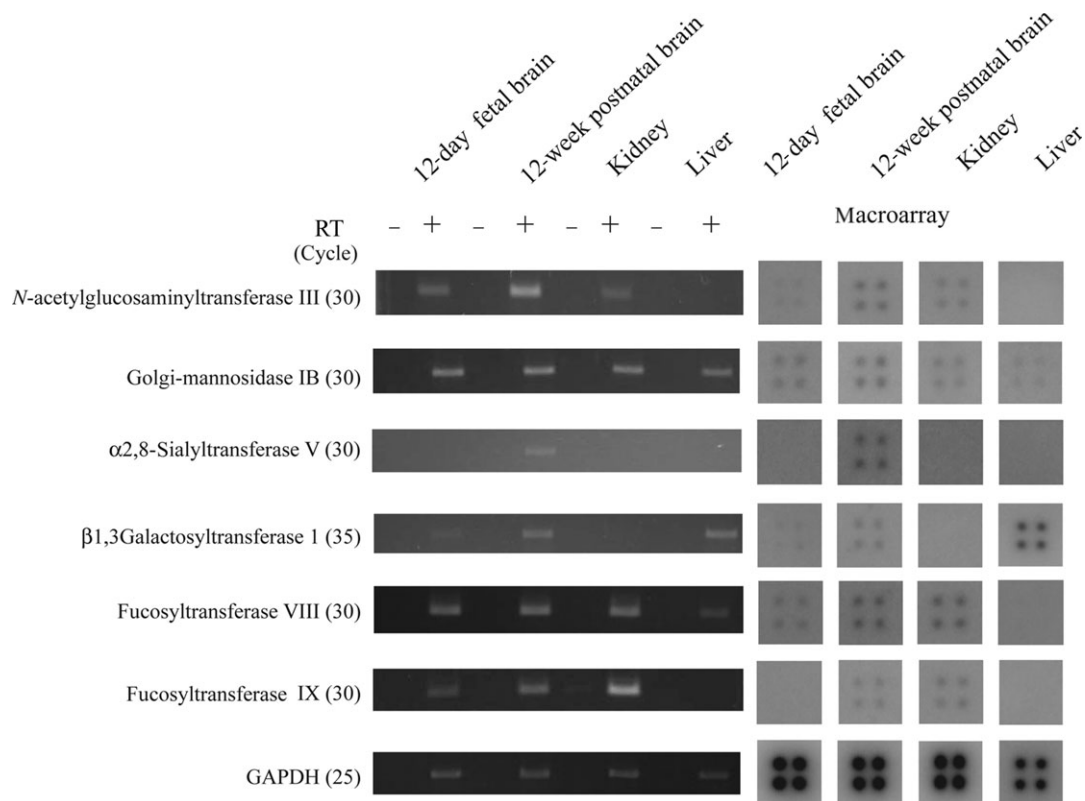 12-day fetal brain
12-week postnatal brain
Kidney
Liver
12-day fetal brain
12-week postnatal brain
Kidney
Liver
Macroarray
RT – + – + – + – +
(Cycle)
N-acetylglucosaminyltransferase III (30)
Golgi-mannosidase IB (30)
α2,8-Sialyltransferase V (30)
β1,3Galactosyltransferase 1 (35)
Fucosyltransferase VIII (30)
Fucosyltransferase IX (30)
GAPDH (25)